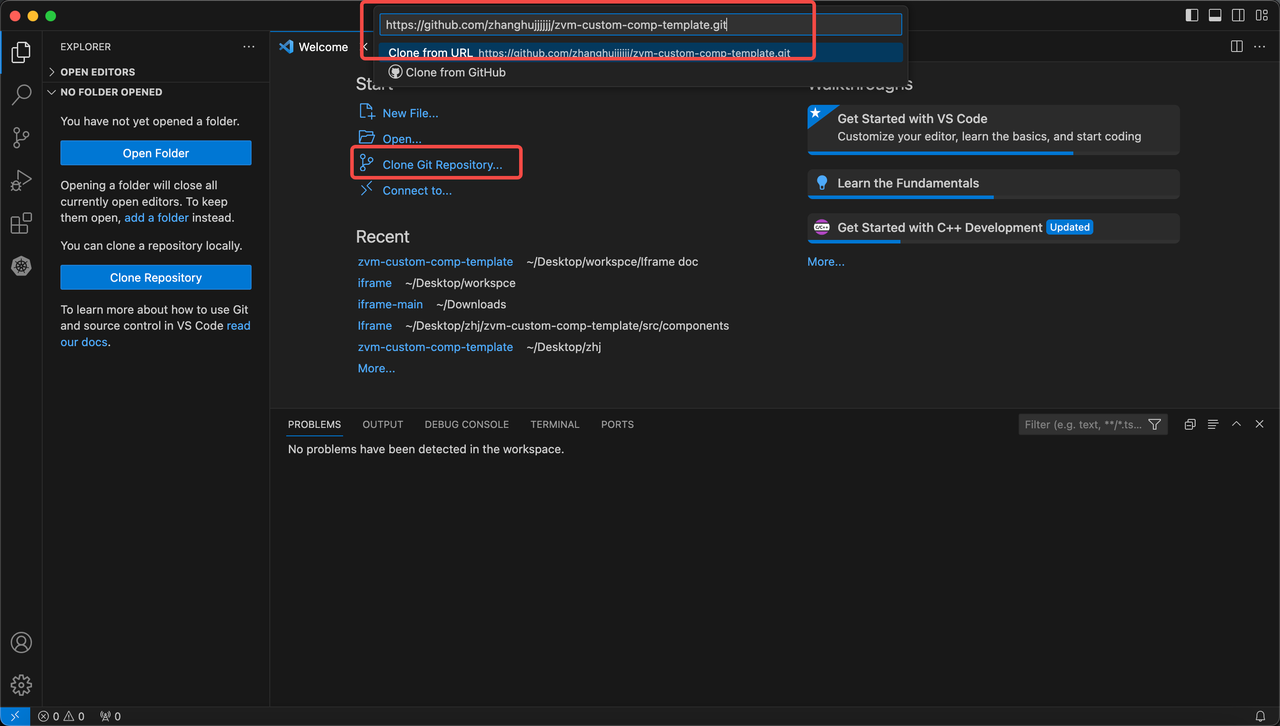 https://github.com/zhanghujjjjjj/zvm-custom-comp-template.git
Clone from URL https://github.com/zhanghujjjjjj/zvm-custom-comp-template.git
Clone from GitHub
EXPLORER
OPEN EDITORS
NO FOLDER OPENED
You have not yet opened a folder.
Open Folder
Opening a folder will close all
currently open editors. To keep
them open, add a folder instead.
You can clone a repository locally.
Clone Repository
To learn more about how to use Git
and source control in VS Code read
our docs.
Welcome
Start
New File...
Open...
Clone Git Repository...
Connect to...
Recent
zvm-custom-comp-template ~/Desktop/workspce/Iframe doc
iframe ~/Desktop/workspce
iframe-main ~/Downloads
Iframe ~/Desktop/zhj/zvm-custom-comp-template/src/components
zvm-custom-comp-template ~/Desktop/zhj
More...
Walkthroughs
Get Started with VS Code
Customize your editor, learn the basics, and start coding
Learn the Fundamentals
C/C++
Get Started with C++ Development Updated
More...
PROBLEMS OUTPUT DEBUG CONSOLE TERMINAL PORTS
Filter (e.g. text, **/*.ts...
No problems have been detected in the workspace.
0 0 0